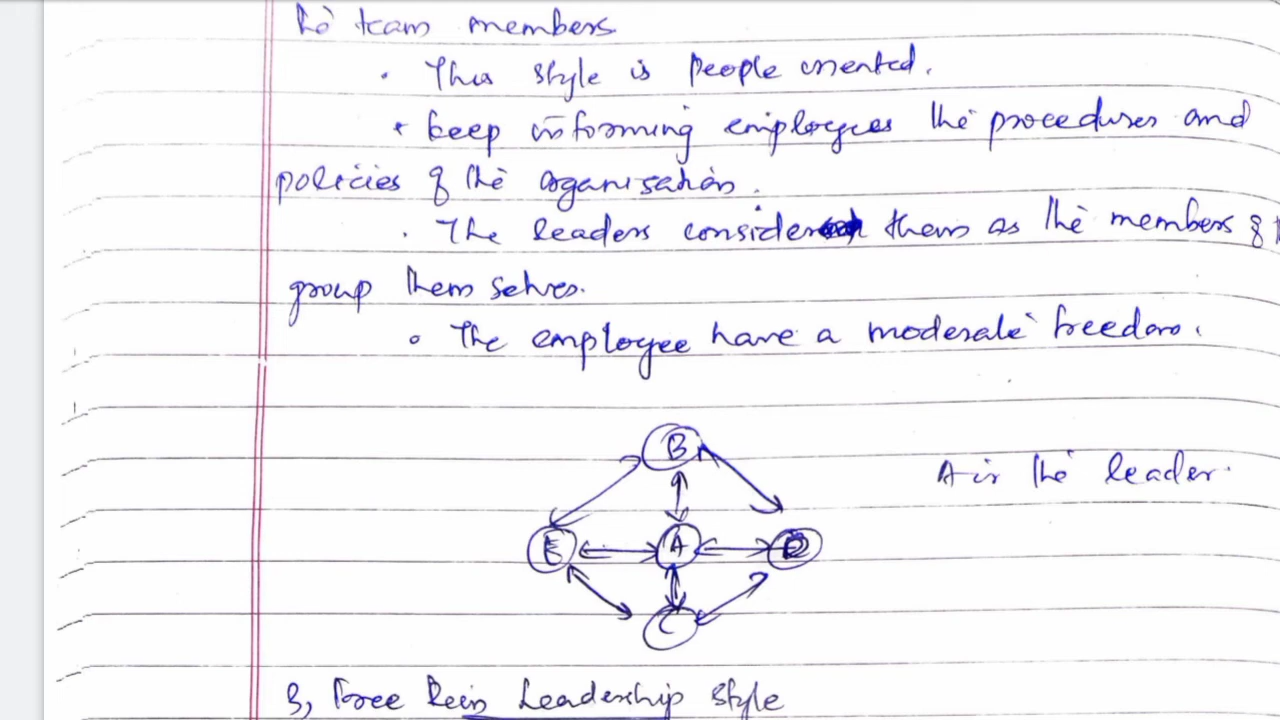 the team members
· This style is people oriented.
• keep informing employees the procedures and
policies of the organisation.
· The leaders consider them as the members of
group them selves.
• The employee have a moderate freedom.
B
A is the leader.
E A D
C
3, Free Rein Leadership style